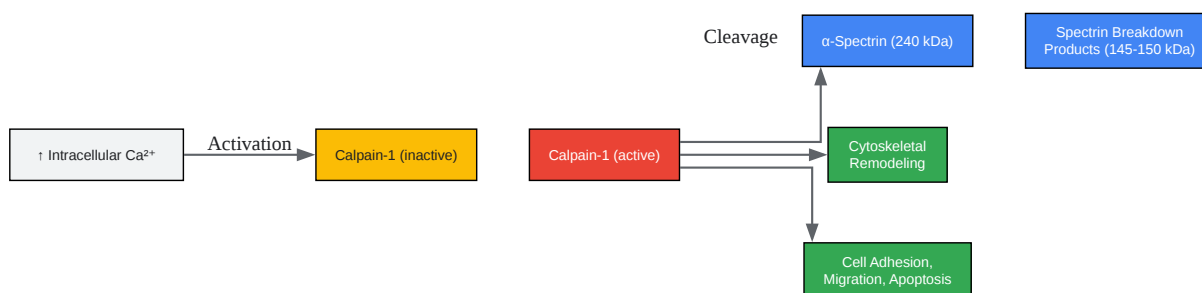 Cleavage
α-Spectrin (240 kDa)
Spectrin Breakdown
Products (145-150 kDa)
↑ Intracellular Ca²⁺
Activation
Calpain-1 (inactive)
Calpain-1 (active)
Cytoskeletal
Remodeling
Cell Adhesion,
Migration, Apoptosis